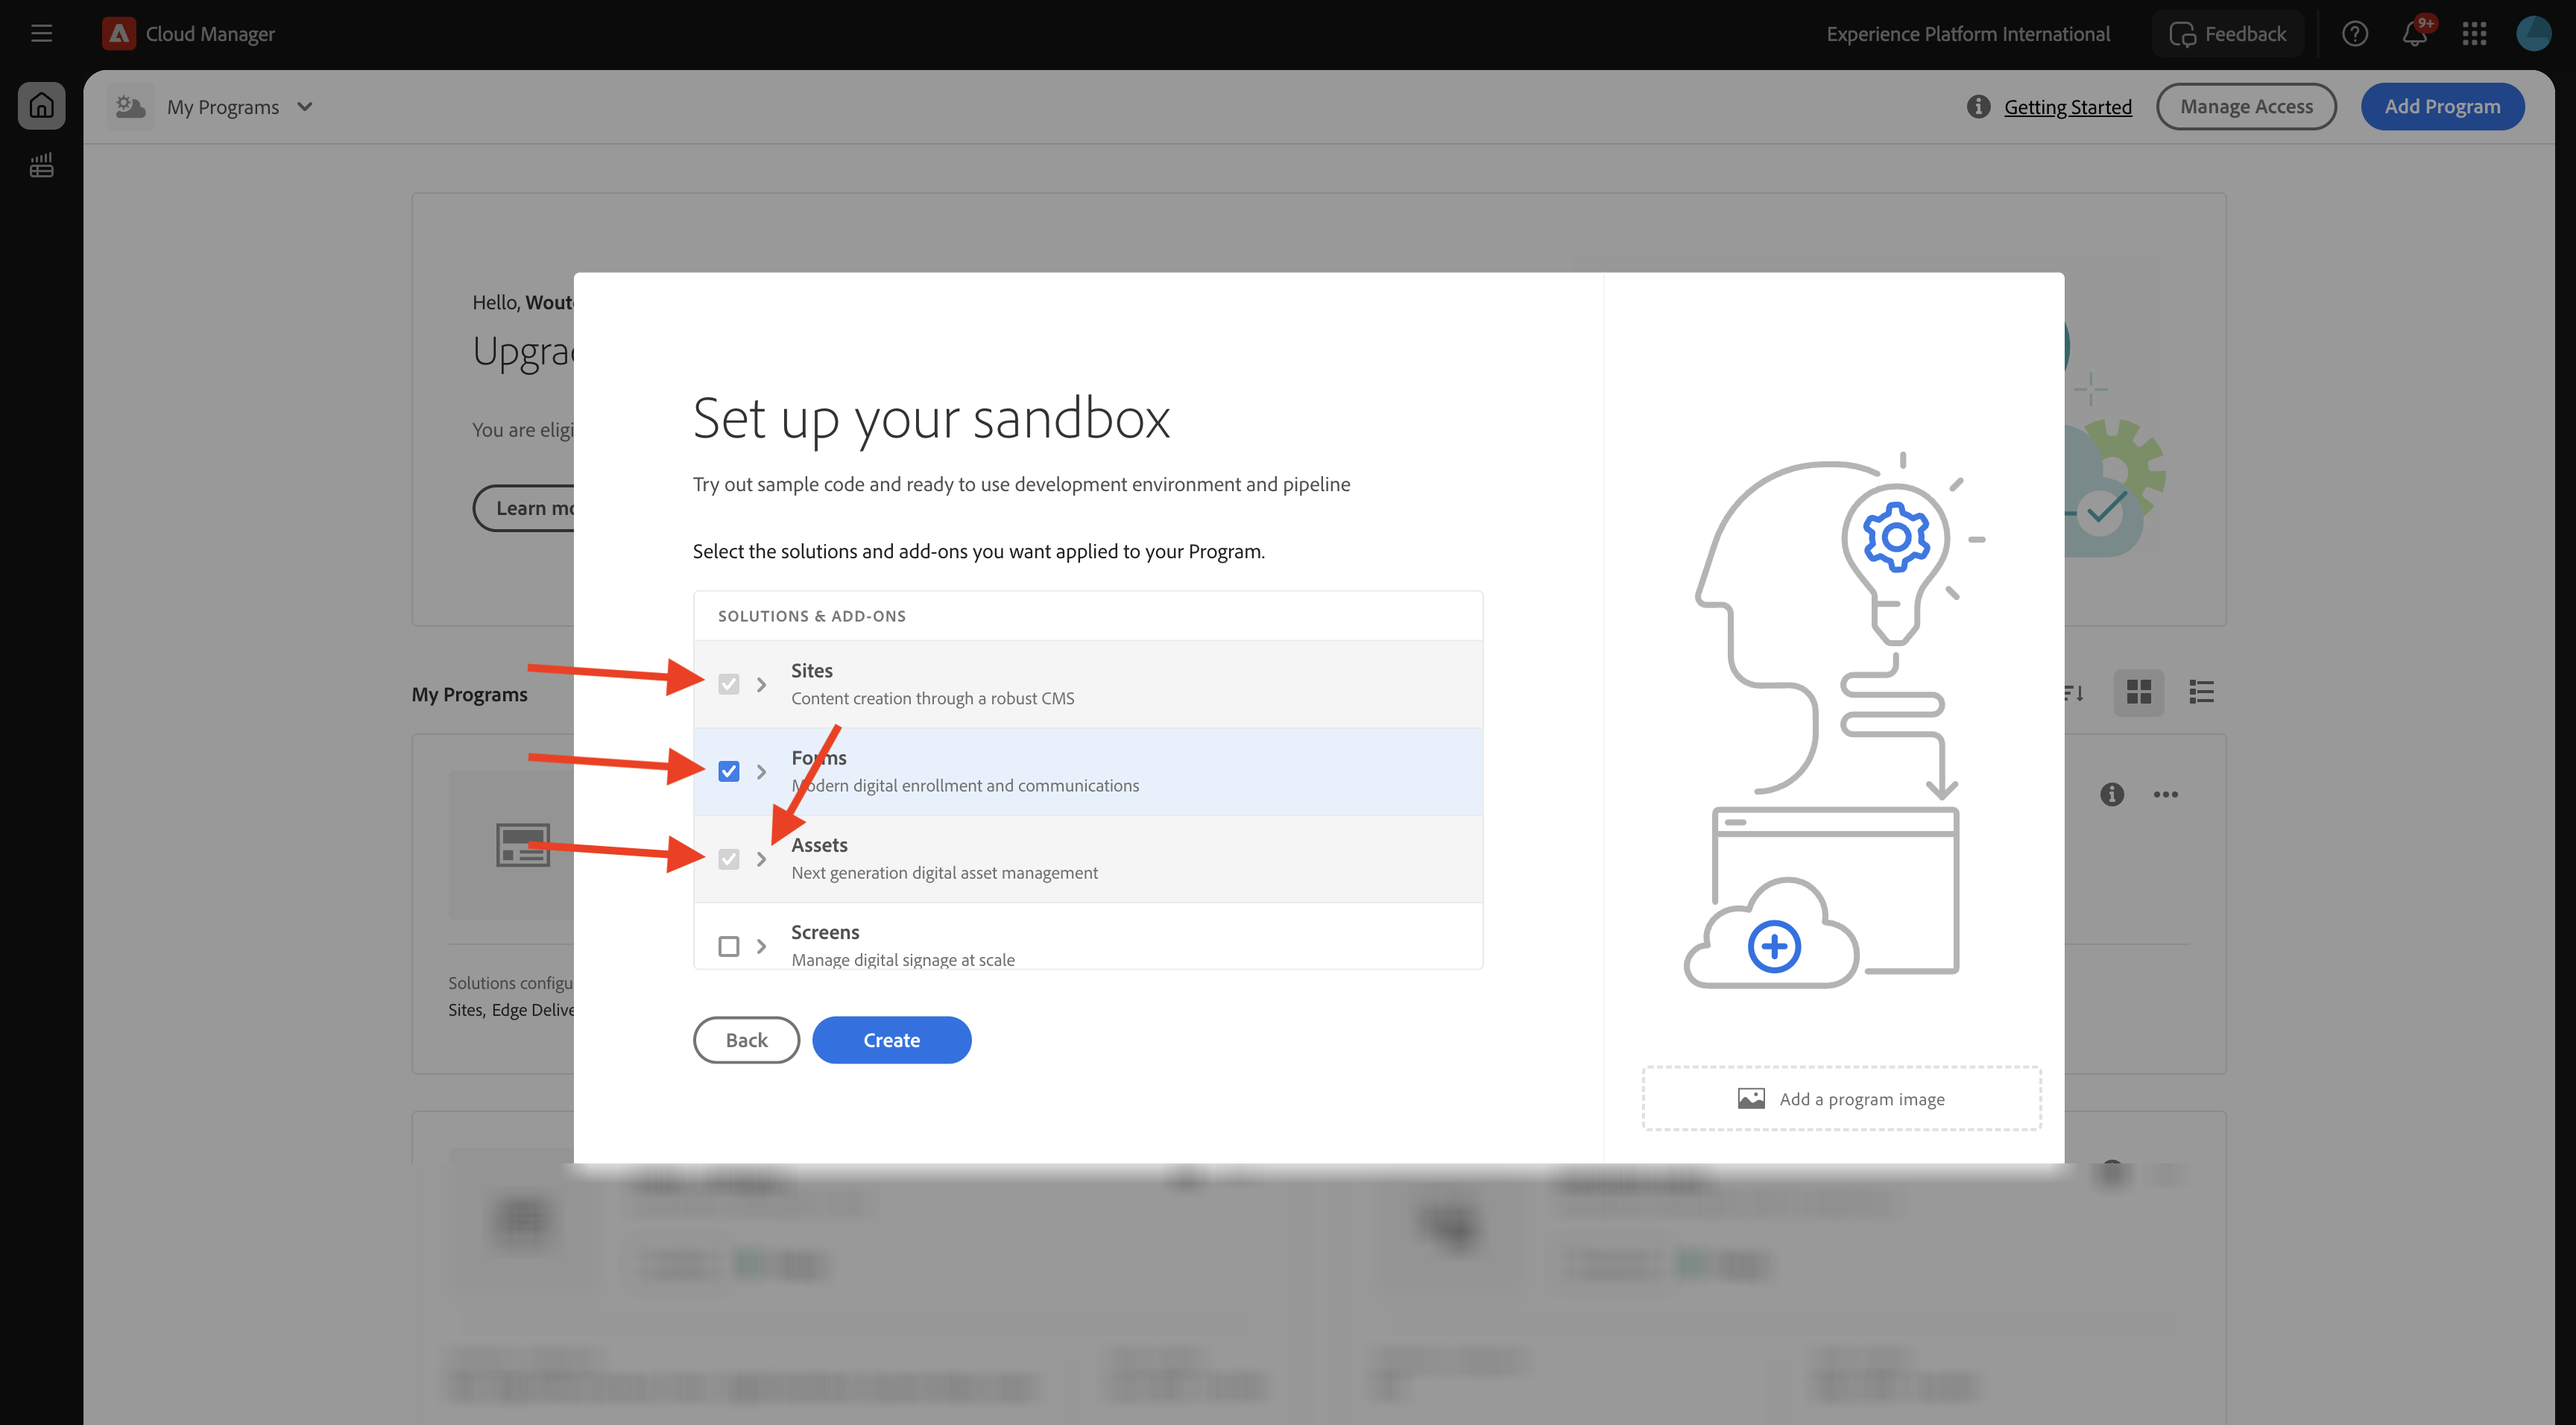 Cloud Manager
Experience Platform International
Feedback
9+
My Programs
Getting Started
Manage Access
Add Program
Hello, Wout
Upgra
You are eligi
Learn mo
Set up your sandbox
Try out sample code and ready to use development environment and pipeline
Select the solutions and add-ons you want applied to your Program.
SOLUTIONS & ADD-ONS
Sites
Content creation through a robust CMS
Forms
Modern digital enrollment and communications
Assets
Next generation digital asset management
Screens
Manage digital signage at scale
Back
Create
Add a program image
My Programs
Solutions configu
Sites, Edge Delive